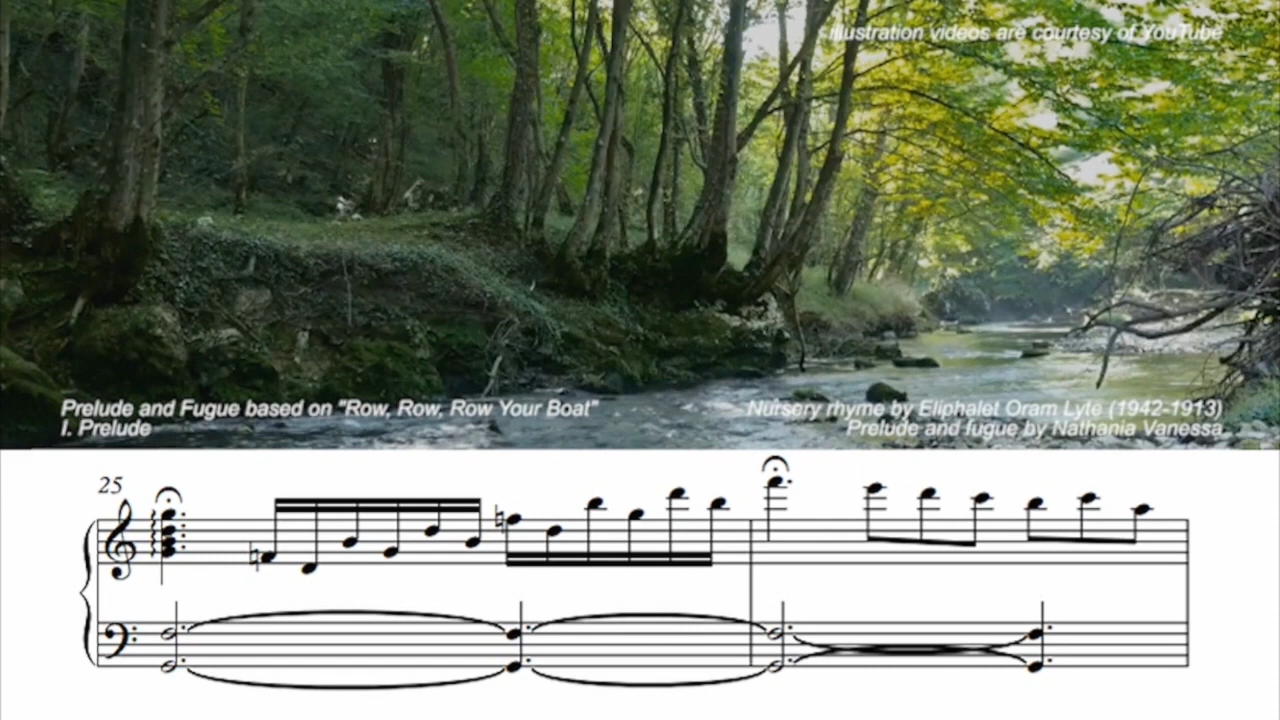 illustration videos are courtesy of YouTube
Prelude and Fugue based on "Row, Row, Row Your Boat"
I. Prelude
Nursery rhyme by Eliphalet Oram Lyte (1942-1913)
Prelude and fugue by Nathania Vanessa
25